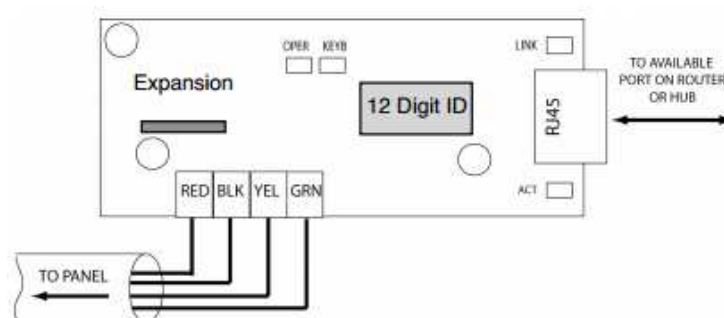 OPER KEYB
LINK
Expansion
12 Digit ID
RJ45
TO AVAILABLE
PORT ON ROUTER
OR HUB
RED BLK YEL GRN
ACT
TO PANEL